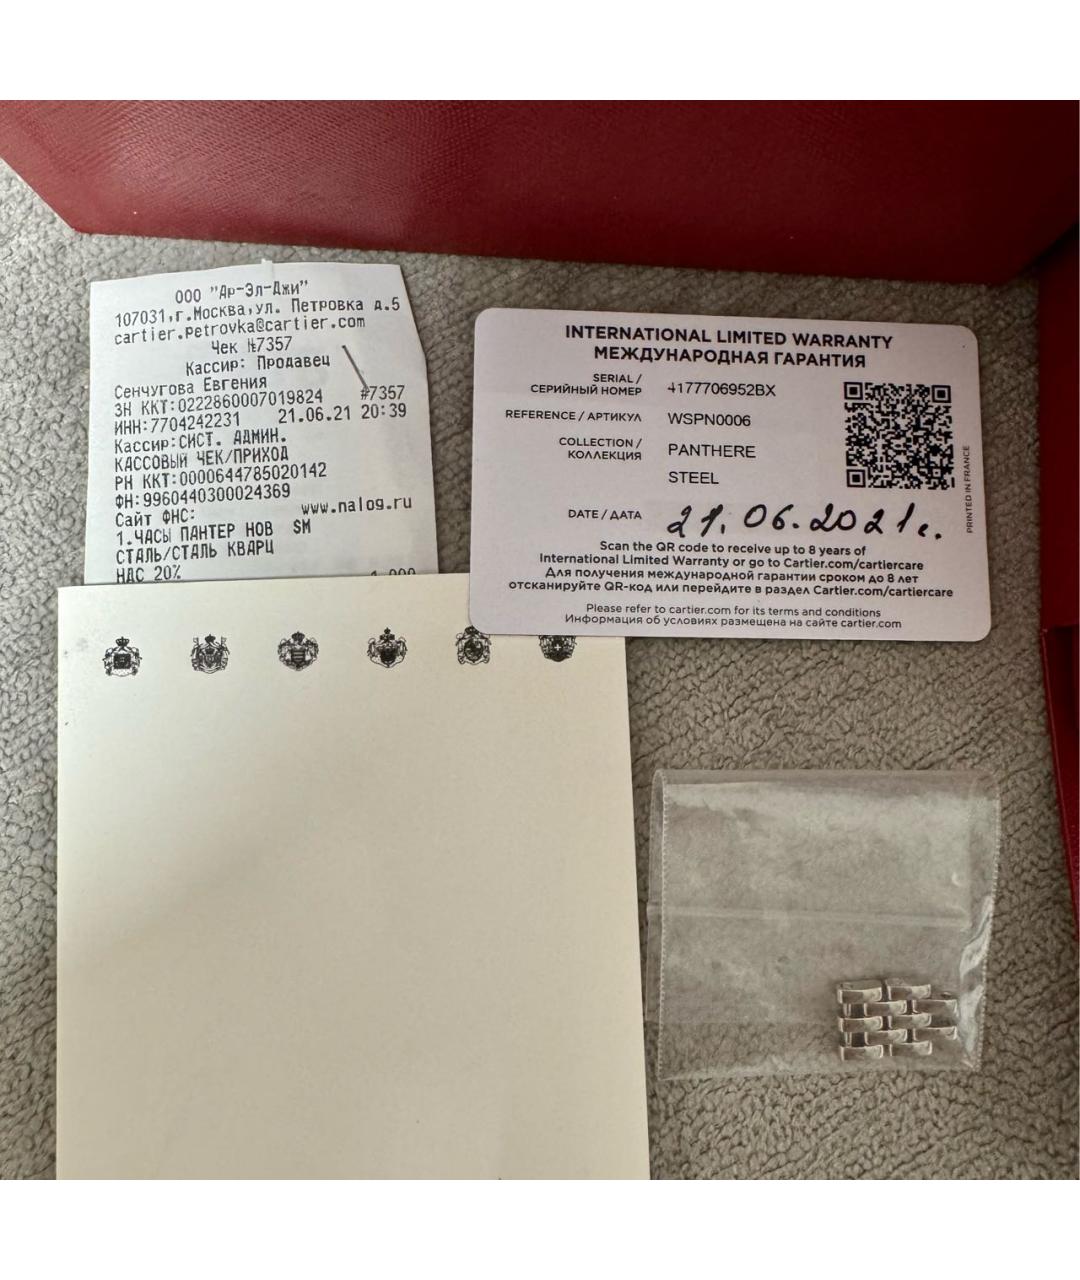 ООО "Ар-Эл-Джи"
107031,г.Москва,ул. Петровка д.5
cartier.petrovka@cartier.com
Чек №7357
Кассир: Продавец
Сенчугова Евгения
ЗН ККТ:0222860007019824 #7357
ИНН:7704242231 21.06.21 20:39
Кассир:СИСТ. АДМИН.
КАССОВЫЙ ЧЕК/ПРИХОД
РН ККТ:0000644785020142
ФН:9960440300024369
Сайт ФНС: www.nalog.ru
1.ЧАСЫ ПАНТЕР НОВ SM
СТАЛЬ/СТАЛЬ КВАРЦ
НДС 20%
INTERNATIONAL LIMITED WARRANTY
МЕЖДУНАРОДНАЯ ГАРАНТИЯ
SERIAL /
СЕРИЙНЫЙ НОМЕР 4177706952BX
REFERENCE / АРТИКУЛ WSPN0006
COLLECTION /
КОЛЛЕКЦИЯ PANTHERE
STEEL
DATE / ДАТА 21.06.2021г.
Scan the QR code to receive up to 8 years of
International Limited Warranty or go to Cartier.com/cartiercare
Для получения международной гарантии сроком до 8 лет
отсканируйте QR-код или перейдите в раздел Cartier.com/cartiercare
Please refer to cartier.com for its terms and conditions
Информация об условиях размещена на сайте cartier.com
PRINTED IN FRANCE